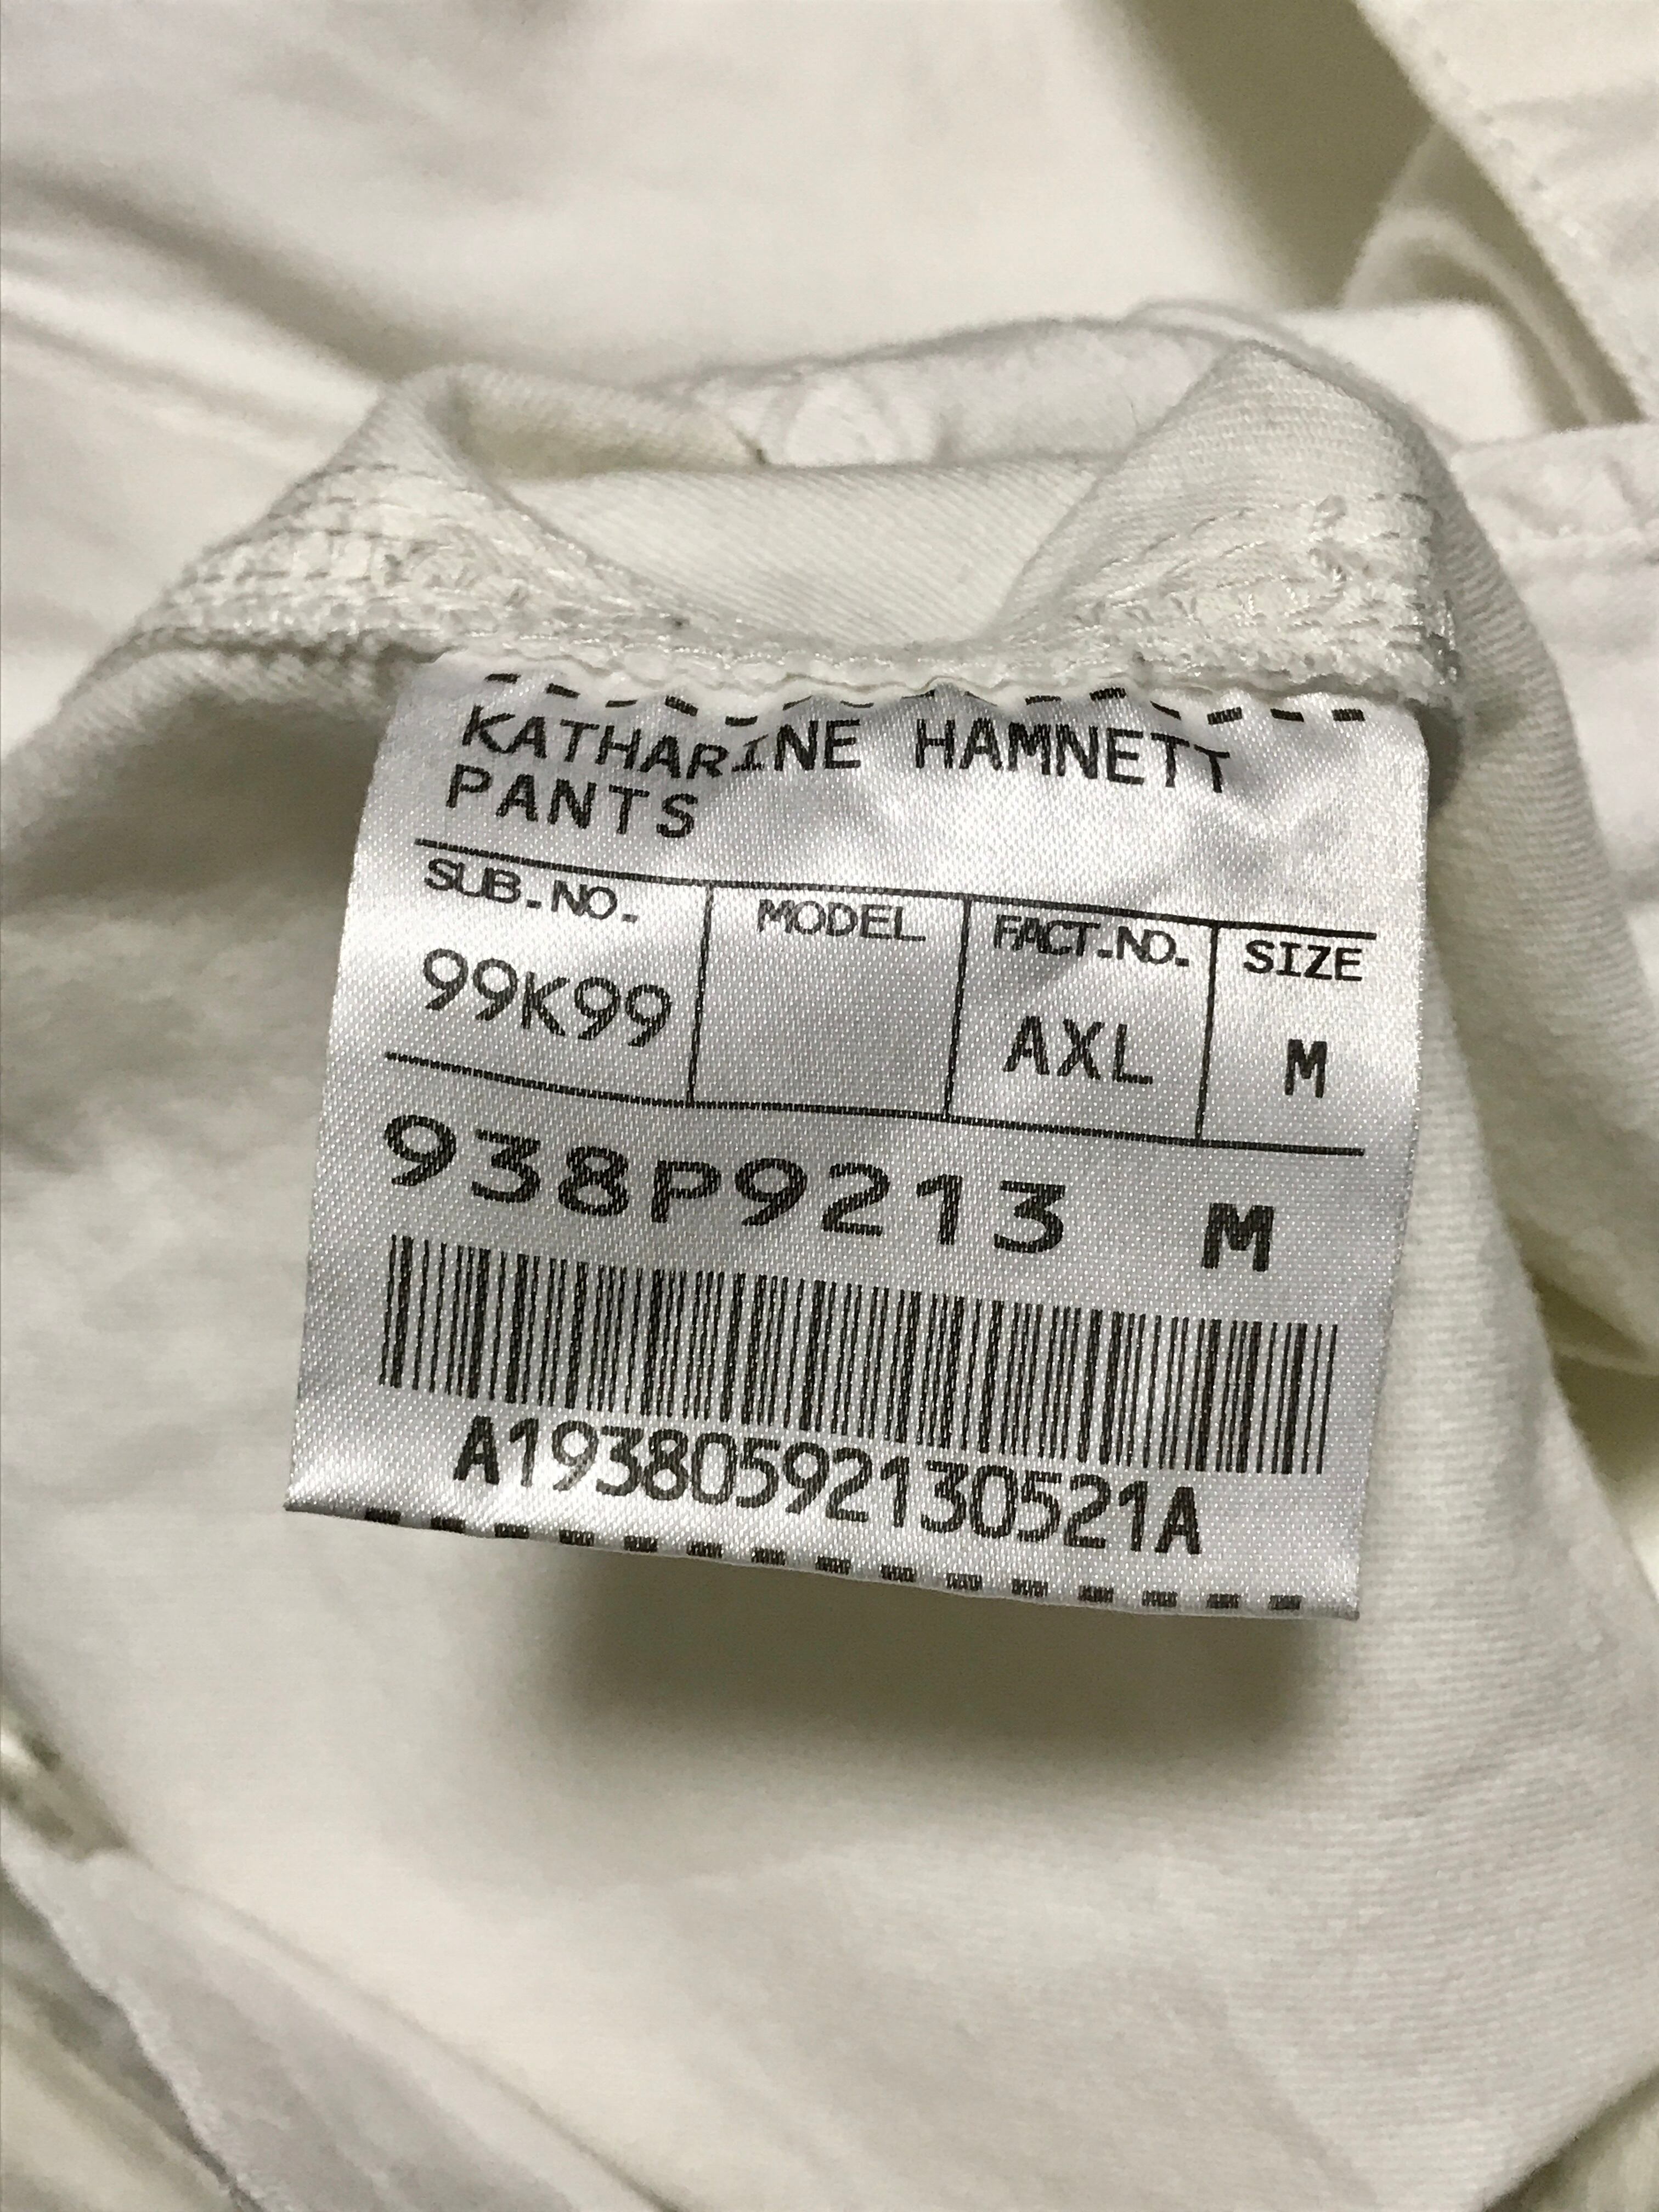 KATHARINE HAMNETT
PANTS
SUB.NO. MODEL FACT.NO. SIZE
99K99 AXL M
938P9213 M
A19380592130521A